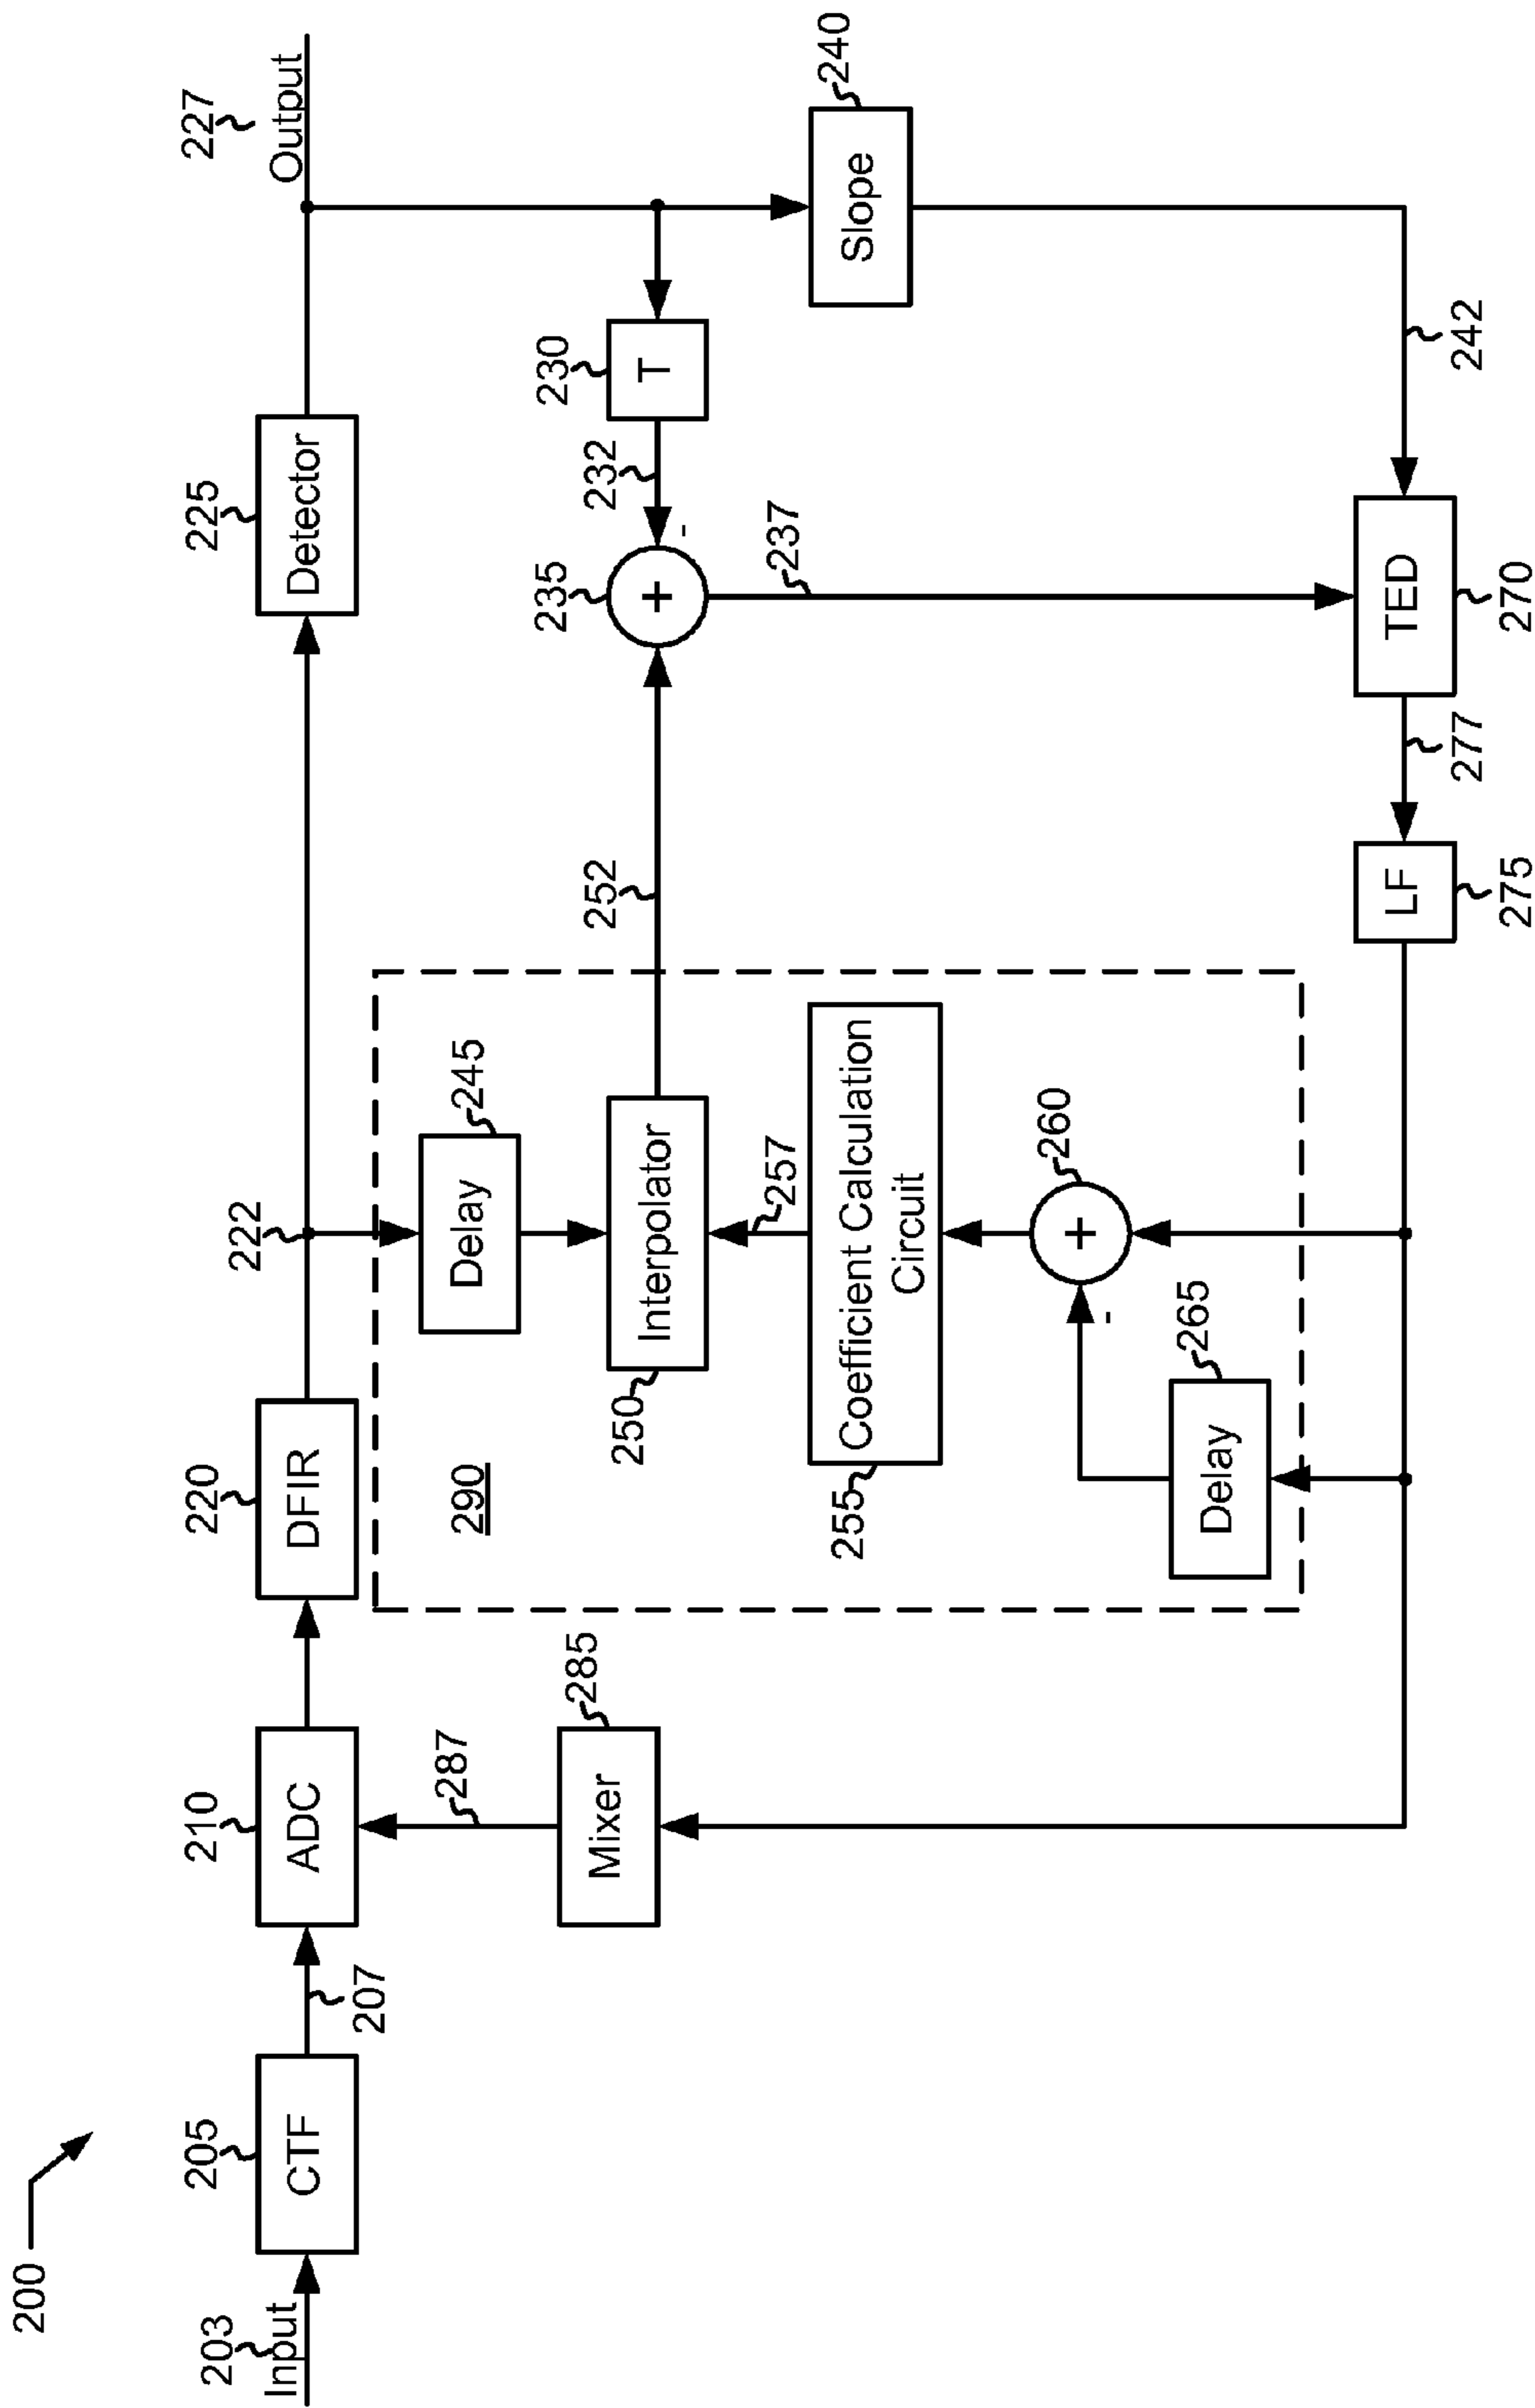 200
203
Input
205
CTF
207
210
ADC
220
DFIR
222
225
Detector
227
Output
287
285
Mixer
290
Delay
245
250
Interpolator
252
257
255
Coefficient Calculation
Circuit
260
+
-
265
Delay
235
+
-
232
230
T
237
240
Slope
242
TED
270
277
LF
275